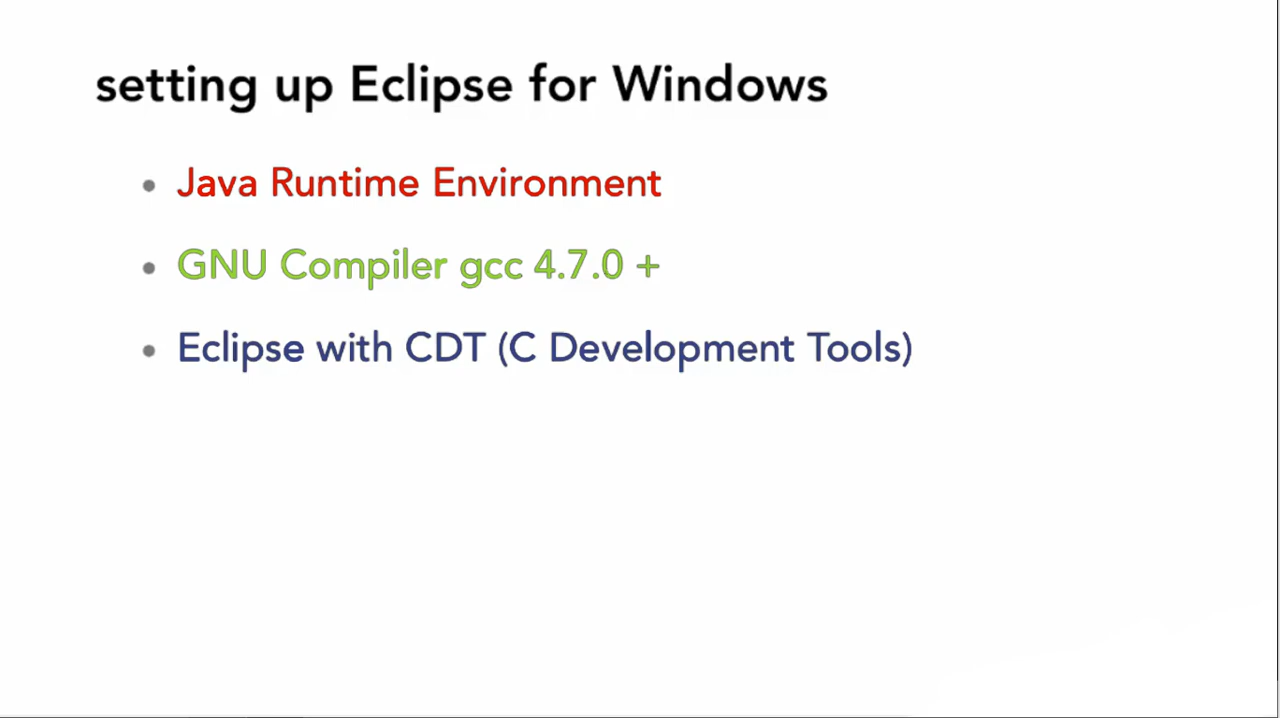 setting up Eclipse for Windows
• Java Runtime Environment
• GNU Compiler gcc 4.7.0 +
• Eclipse with CDT (C Development Tools)